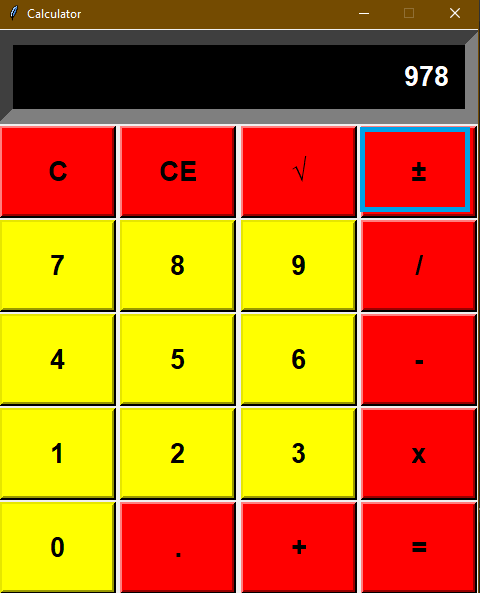 Calculator
978
C CE √ ±
7 8 9 /
4 5 6 -
1 2 3 x
0 . + =